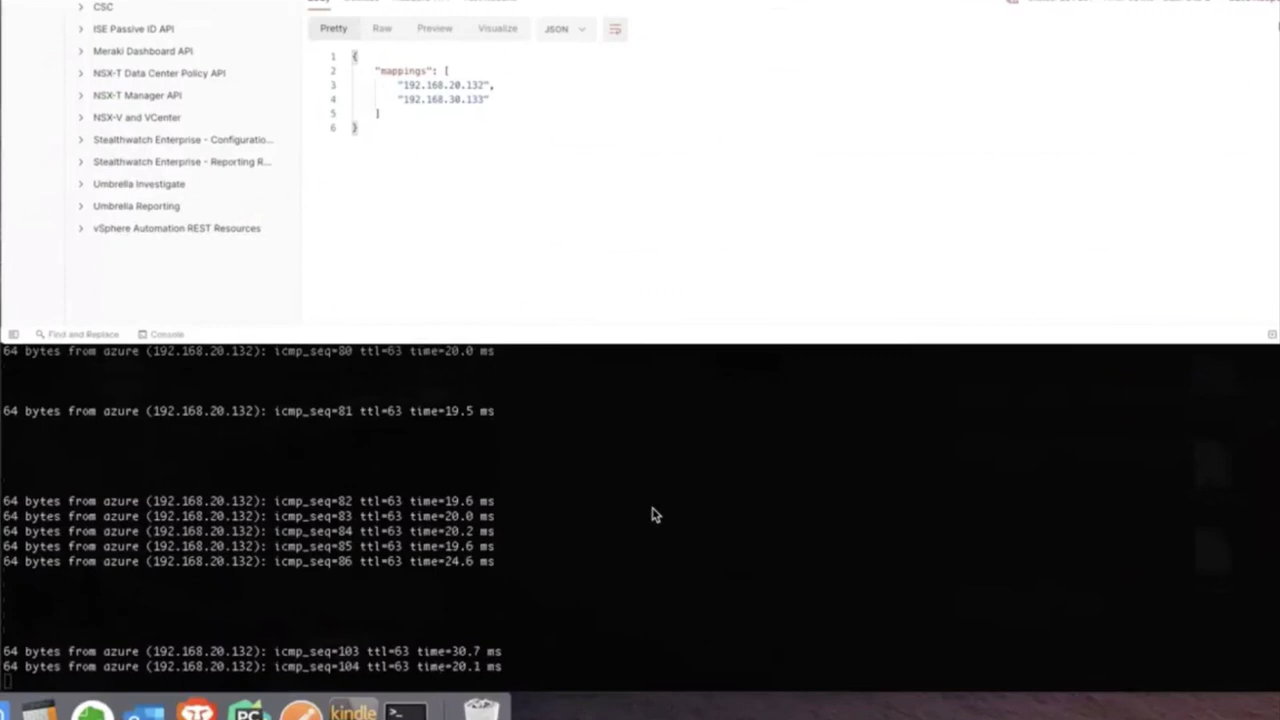 CSC
ISE Passive ID API
Meraki Dashboard API
NSX-T Data Center Policy API
NSX-T Manager API
NSX-V and VCenter
Stealthwatch Enterprise - Configuratio...
Stealthwatch Enterprise - Reporting R...
Umbrella Investigate
Umbrella Reporting
vSphere Automation REST Resources
Find and Replace Console
Pretty Raw Preview Visualize JSON
1 {
2 "mappings": [
3 "192.168.20.132",
4 "192.168.30.133"
5 ]
6 }
64 bytes from azure (192.168.20.132): icmp_seq=80 ttl=63 time=20.0 ms
64 bytes from azure (192.168.20.132): icmp_seq=81 ttl=63 time=19.5 ms
64 bytes from azure (192.168.20.132): icmp_seq=82 ttl=63 time=19.6 ms
64 bytes from azure (192.168.20.132): icmp_seq=83 ttl=63 time=20.0 ms
64 bytes from azure (192.168.20.132): icmp_seq=84 ttl=63 time=20.2 ms
64 bytes from azure (192.168.20.132): icmp_seq=85 ttl=63 time=19.6 ms
64 bytes from azure (192.168.20.132): icmp_seq=86 ttl=63 time=24.6 ms
64 bytes from azure (192.168.20.132): icmp_seq=103 ttl=63 time=30.7 ms
64 bytes from azure (192.168.20.132): icmp_seq=104 ttl=63 time=20.1 ms
PC kindle >_